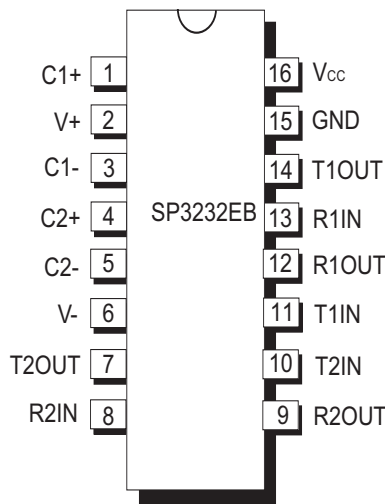 C1+ 1 16 Vcc
V+ 2 15 GND
C1- 3 14 T1OUT
C2+ 4 SP3232EB 13 R1IN
C2- 5 12 R1OUT
V- 6 11 T1IN
T2OUT 7 10 T2IN
R2IN 8 9 R2OUT